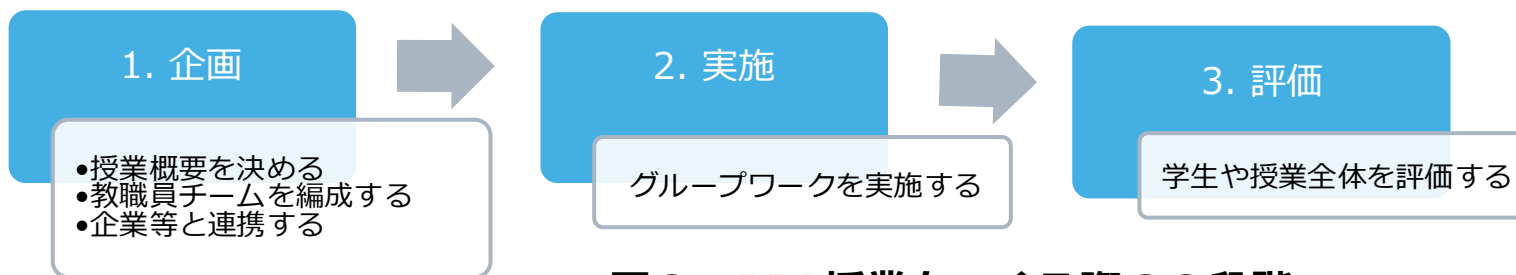 1. 企画
•授業概要を決める
•教職員チームを編成する
•企業等と連携する
2. 実施
グループワークを実施する
3. 評価
学生や授業全体を評価する